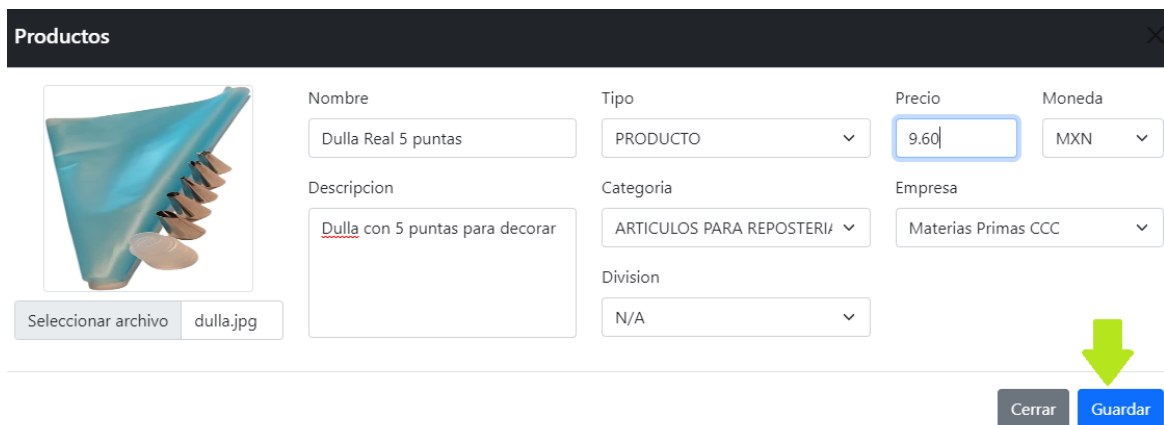 Productos
Nombre
Tipo
Precio
Moneda
Dulla Real 5 puntas
PRODUCTO
9.60
MXN
Descripcion
Categoria
Empresa
Dulla con 5 puntas para decorar
ARTICULOS PARA REPOSTERI
Materias Primas CCC
Division
Seleccionar archivo
dulla.jpg
N/A
Cerrar
Guardar